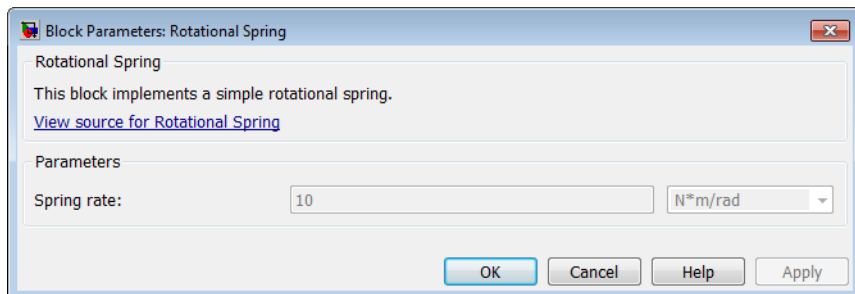 Block Parameters: Rotational Spring
Rotational Spring
This block implements a simple rotational spring.
View source for Rotational Spring
Parameters
Spring rate: 10 N*m/rad
OK Cancel Help Apply